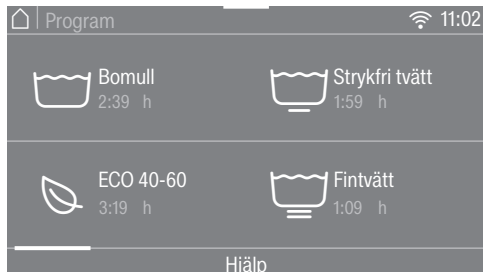 Program 11:02
Bomull
2:39 h
Strykfri tvätt
1:59 h
ECO 40-60
3:19 h
Fintvätt
1:09 h
Hjälp